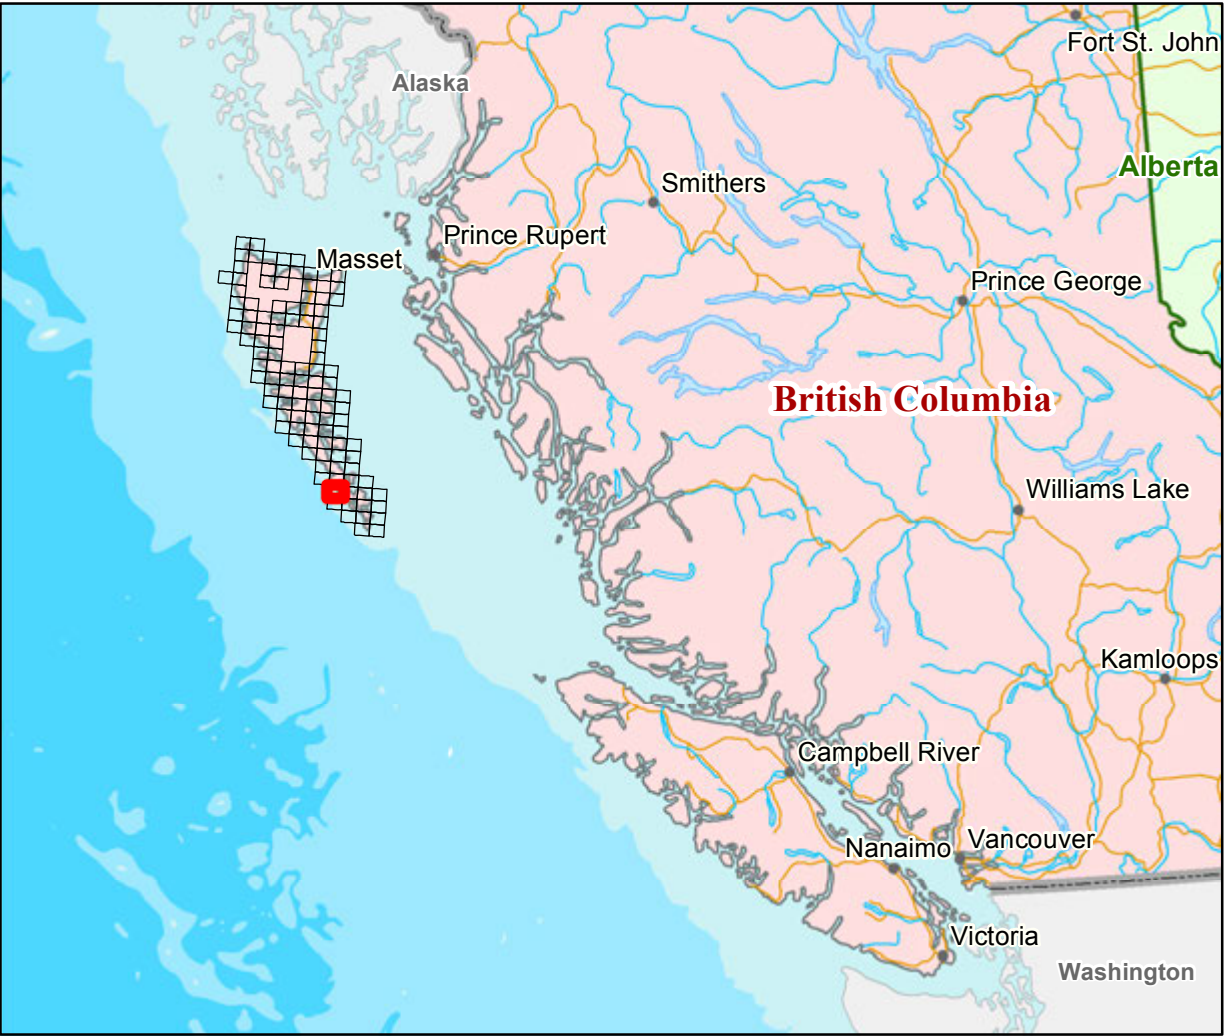 Fort St. John
Alaska
Alberta
Smithers
Prince Rupert
Masset
Prince George
British Columbia
Williams Lake
Kamloops
Campbell River
Vancouver
Nanaimo
Victoria
Washington